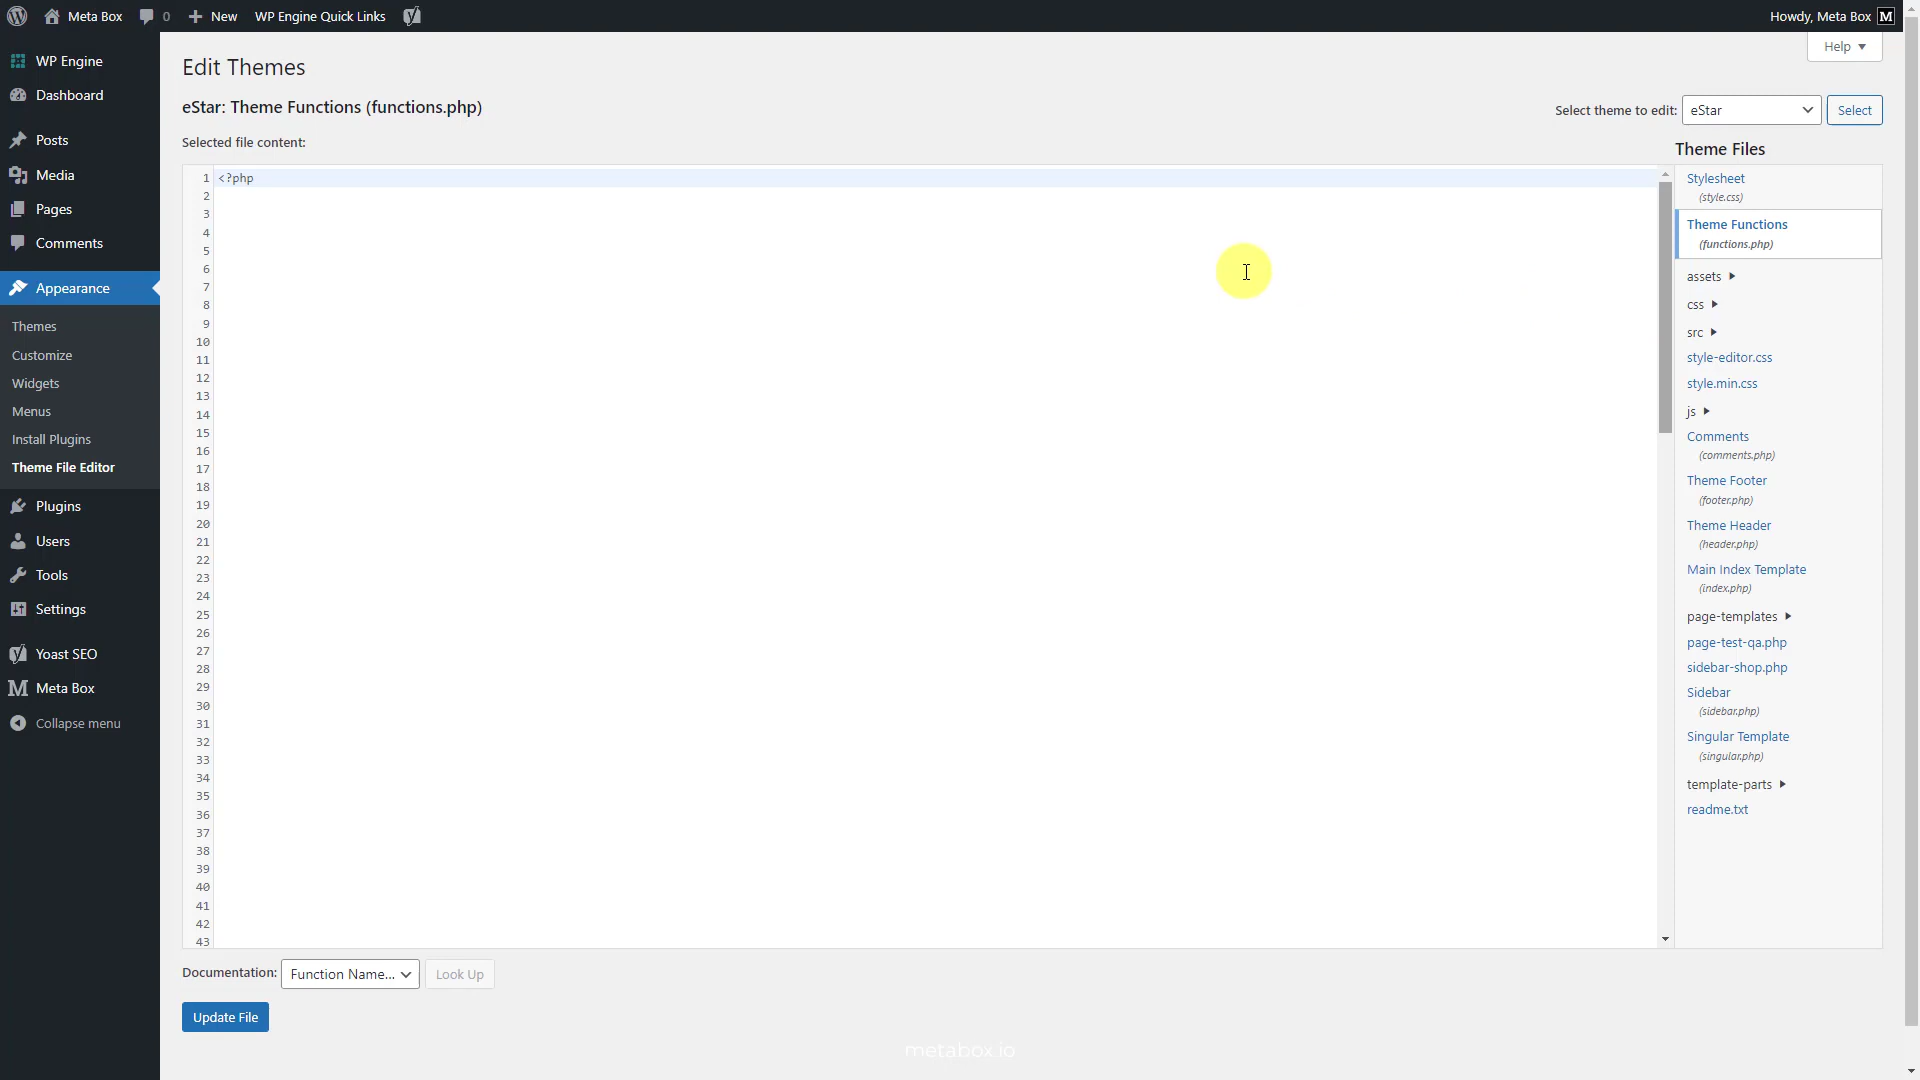 Meta Box
0
New
WP Engine Quick Links
Howdy, Meta Box
M
Help
WP Engine
Dashboard
Posts
Media
Pages
Comments
Appearance
Themes
Customize
Widgets
Menus
Install Plugins
Theme File Editor
Plugins
Users
Tools
Settings
Yoast SEO
M Meta Box
Collapse menu
Edit Themes
eStar: Theme Functions (functions.php)
Select theme to edit:
eStar
Select
Selected file content:
1 <?php
2
3
4
5
6
7
8
9
10
11
12
13
14
15
16
17
18
19
20
21
22
23
24
25
26
27
28
29
30
31
32
33
34
35
36
37
38
39
40
41
42
43
Theme Files
Stylesheet
(style.css)
Theme Functions
(functions.php)
assets
css
src
style-editor.css
style.min.css
js
Comments
(comments.php)
Theme Footer
(footer.php)
Theme Header
(header.php)
Main Index Template
(index.php)
page-templates
page-test-qa.php
sidebar-shop.php
Sidebar
(sidebar.php)
Singular Template
(singular.php)
template-parts
readme.txt
Documentation:
Function Name...
Look Up
Update File
metabox.io